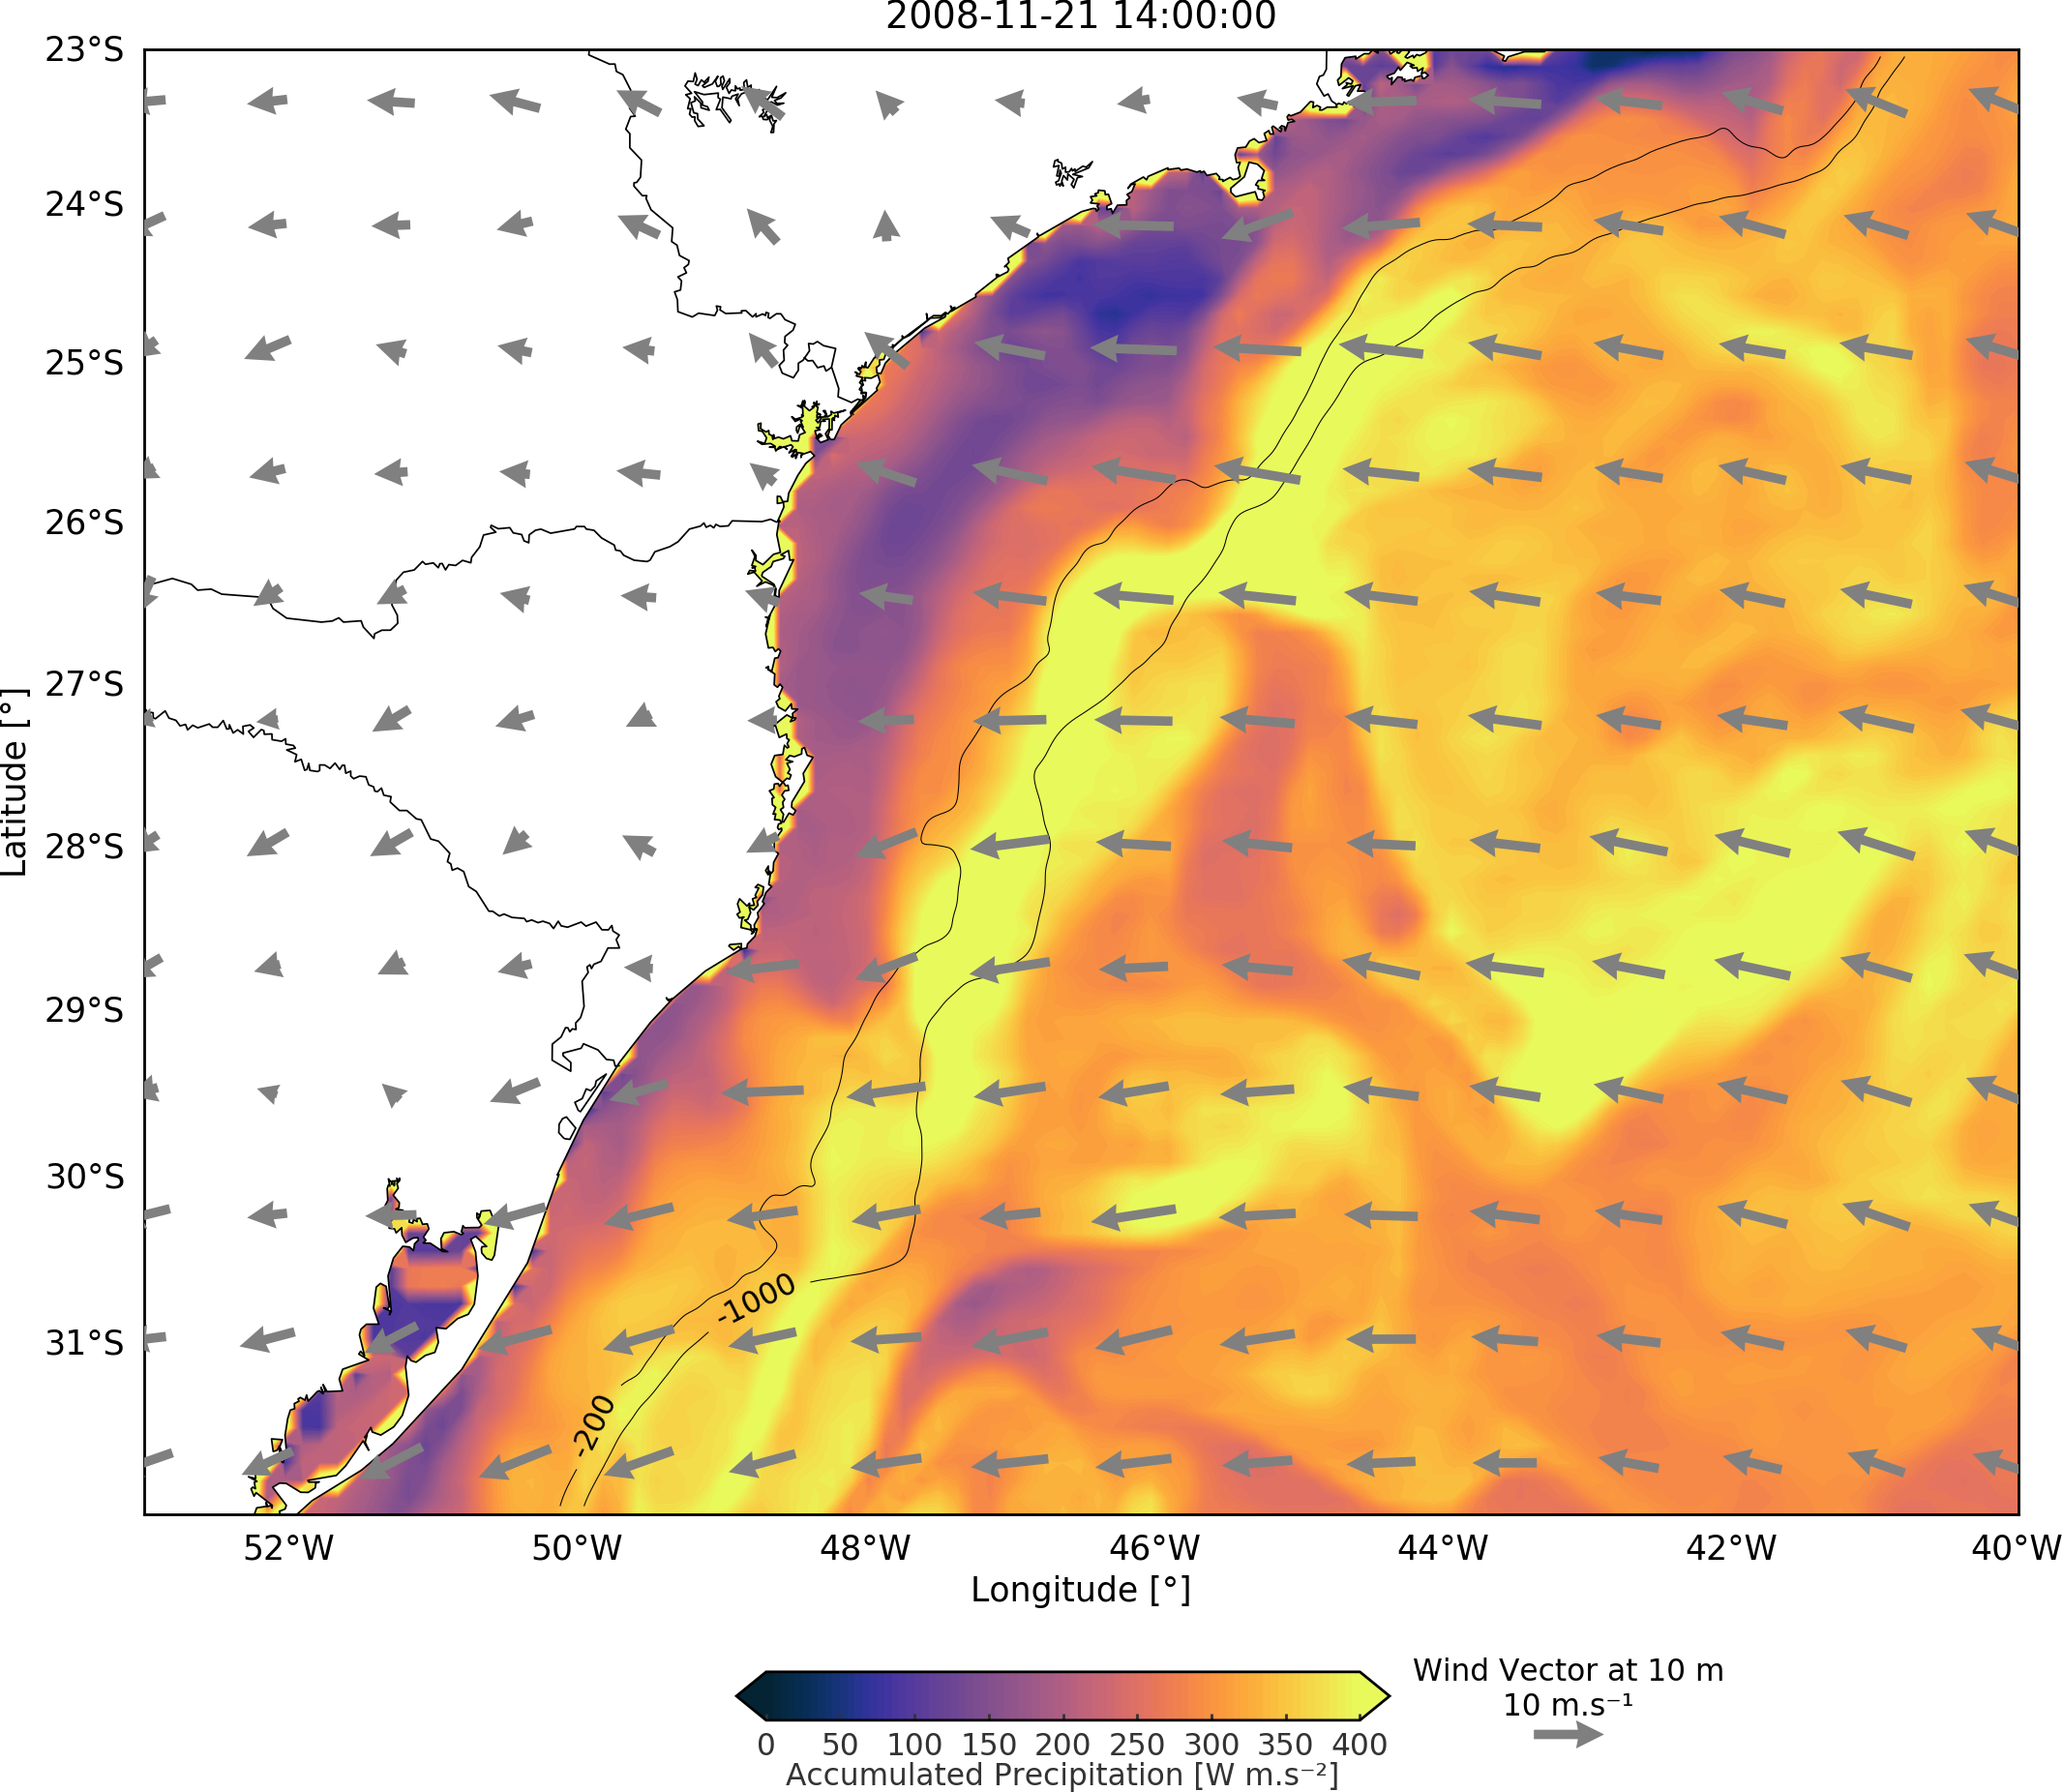 2008-11-21 14:00:00
23°S
24°S
25°S
26°S
27°S
28°S
29°S
30°S
31°S
Latitude [°]
-1000
-200
52°W
50°W
48°W
46°W
44°W
42°W
40°W
Longitude [°]
Wind Vector at 10 m
10 m.s⁻¹
0
50
100
150
200
250
300
350
400
Accumulated Precipitation [W m.s⁻²]